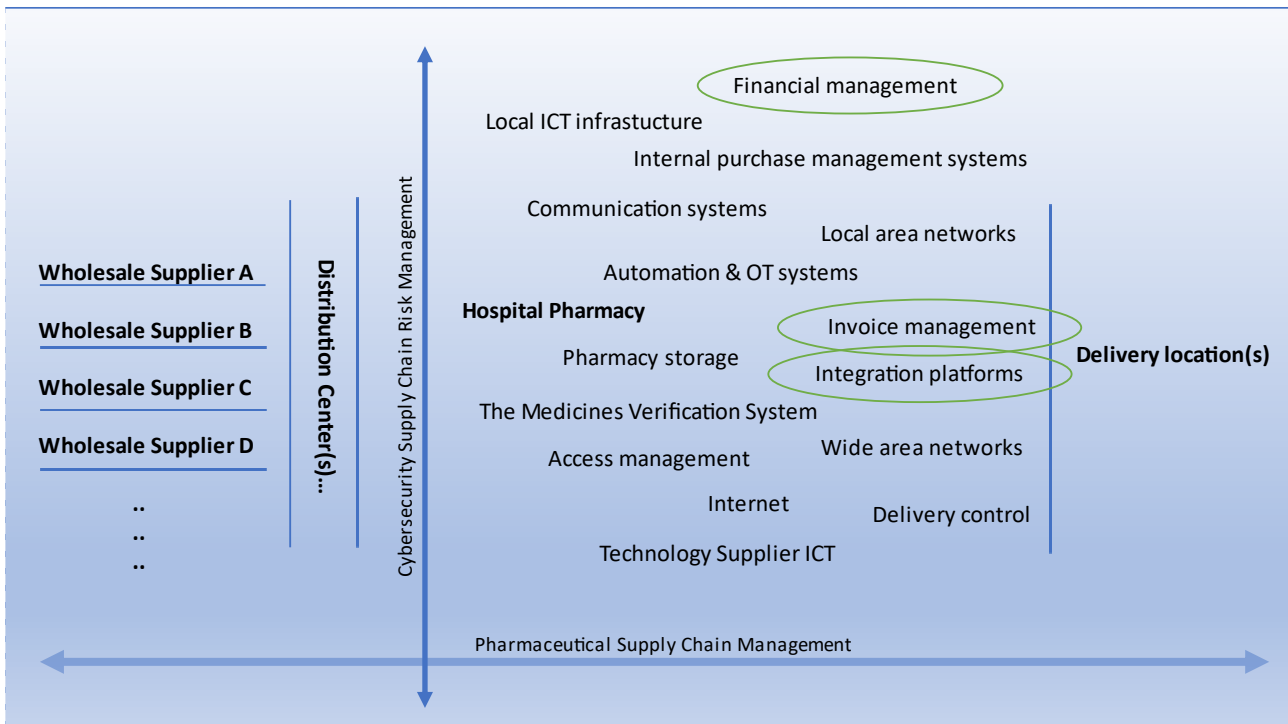 Financial management
Local ICT infrastucture
Internal purchase management systems
Communication systems
Local area networks
Automation & OT systems
Hospital Pharmacy
Invoice management
Pharmacy storage
Integration platforms
The Medicines Verification System
Access management
Wide area networks
Internet
Delivery control
Technology Supplier ICT
Wholesale Supplier A
Wholesale Supplier B
Wholesale Supplier C
Wholesale Supplier D
..
..
..
Distribution Center(s)...
Cybersecurity Supply Chain Risk Management
Delivery location(s)
Pharmaceutical Supply Chain Management